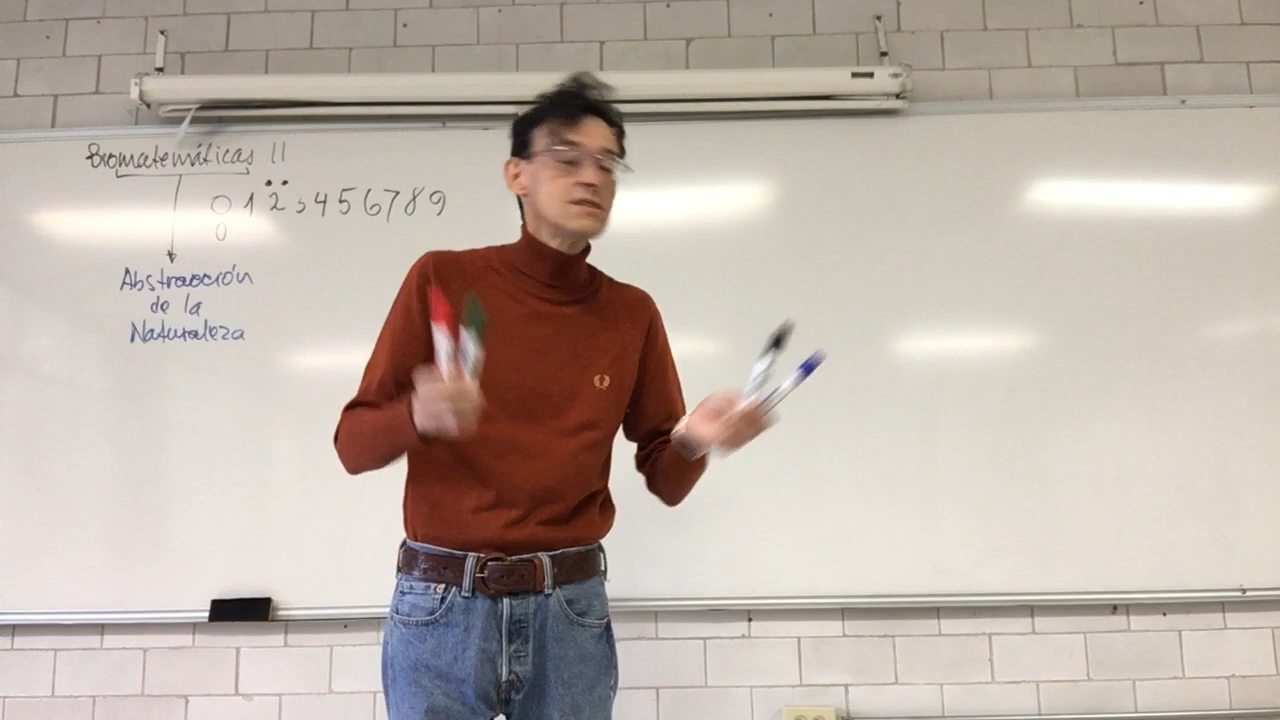 Biomatemáticas II
0 1 2 3 4 5 6 7 8 9
0
Abstracción
de la
Naturaleza